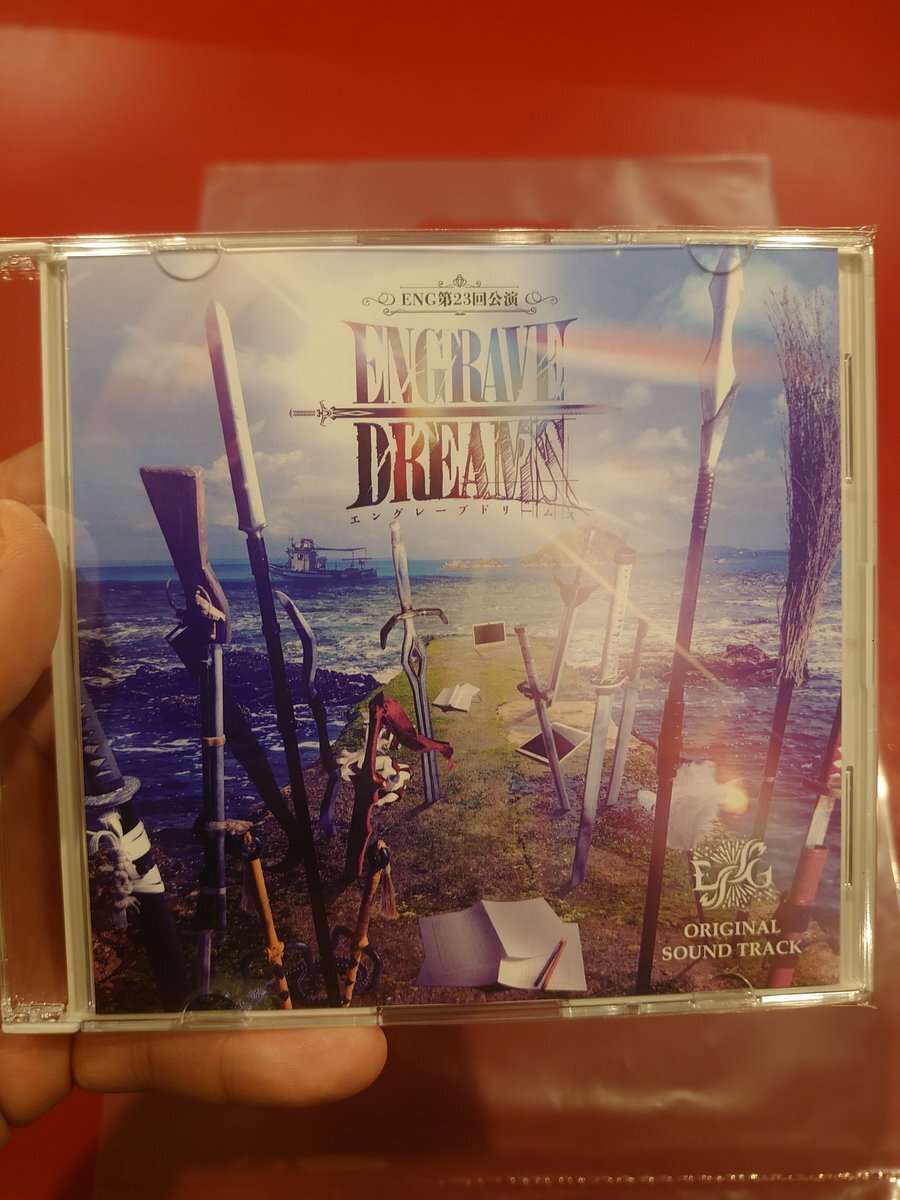 ENG第23回公演
ENGRAVE
DREAMS
エングレーブドリームス
ESG
ORIGINAL
SOUND TRACK